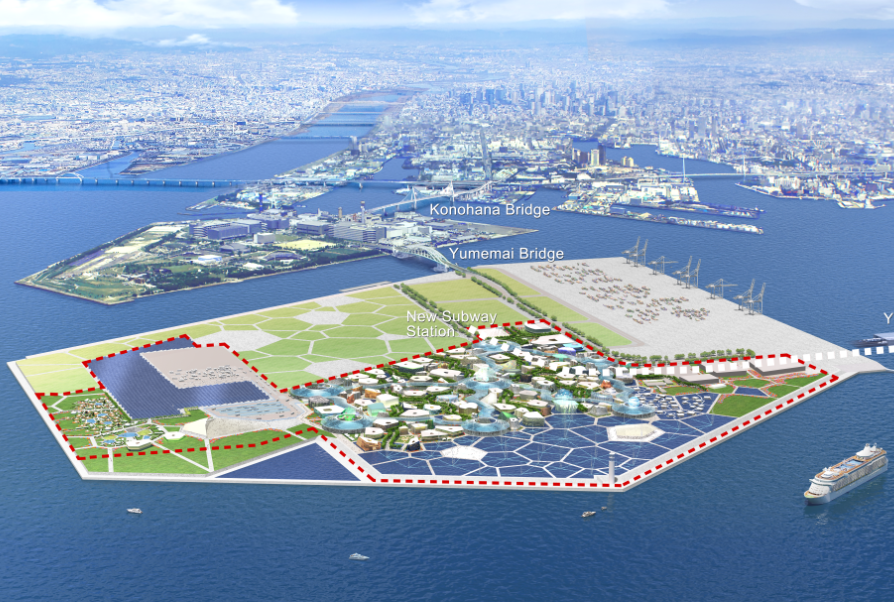 Konohana Bridge
Yumemai Bridge
New Subway
Station
Y